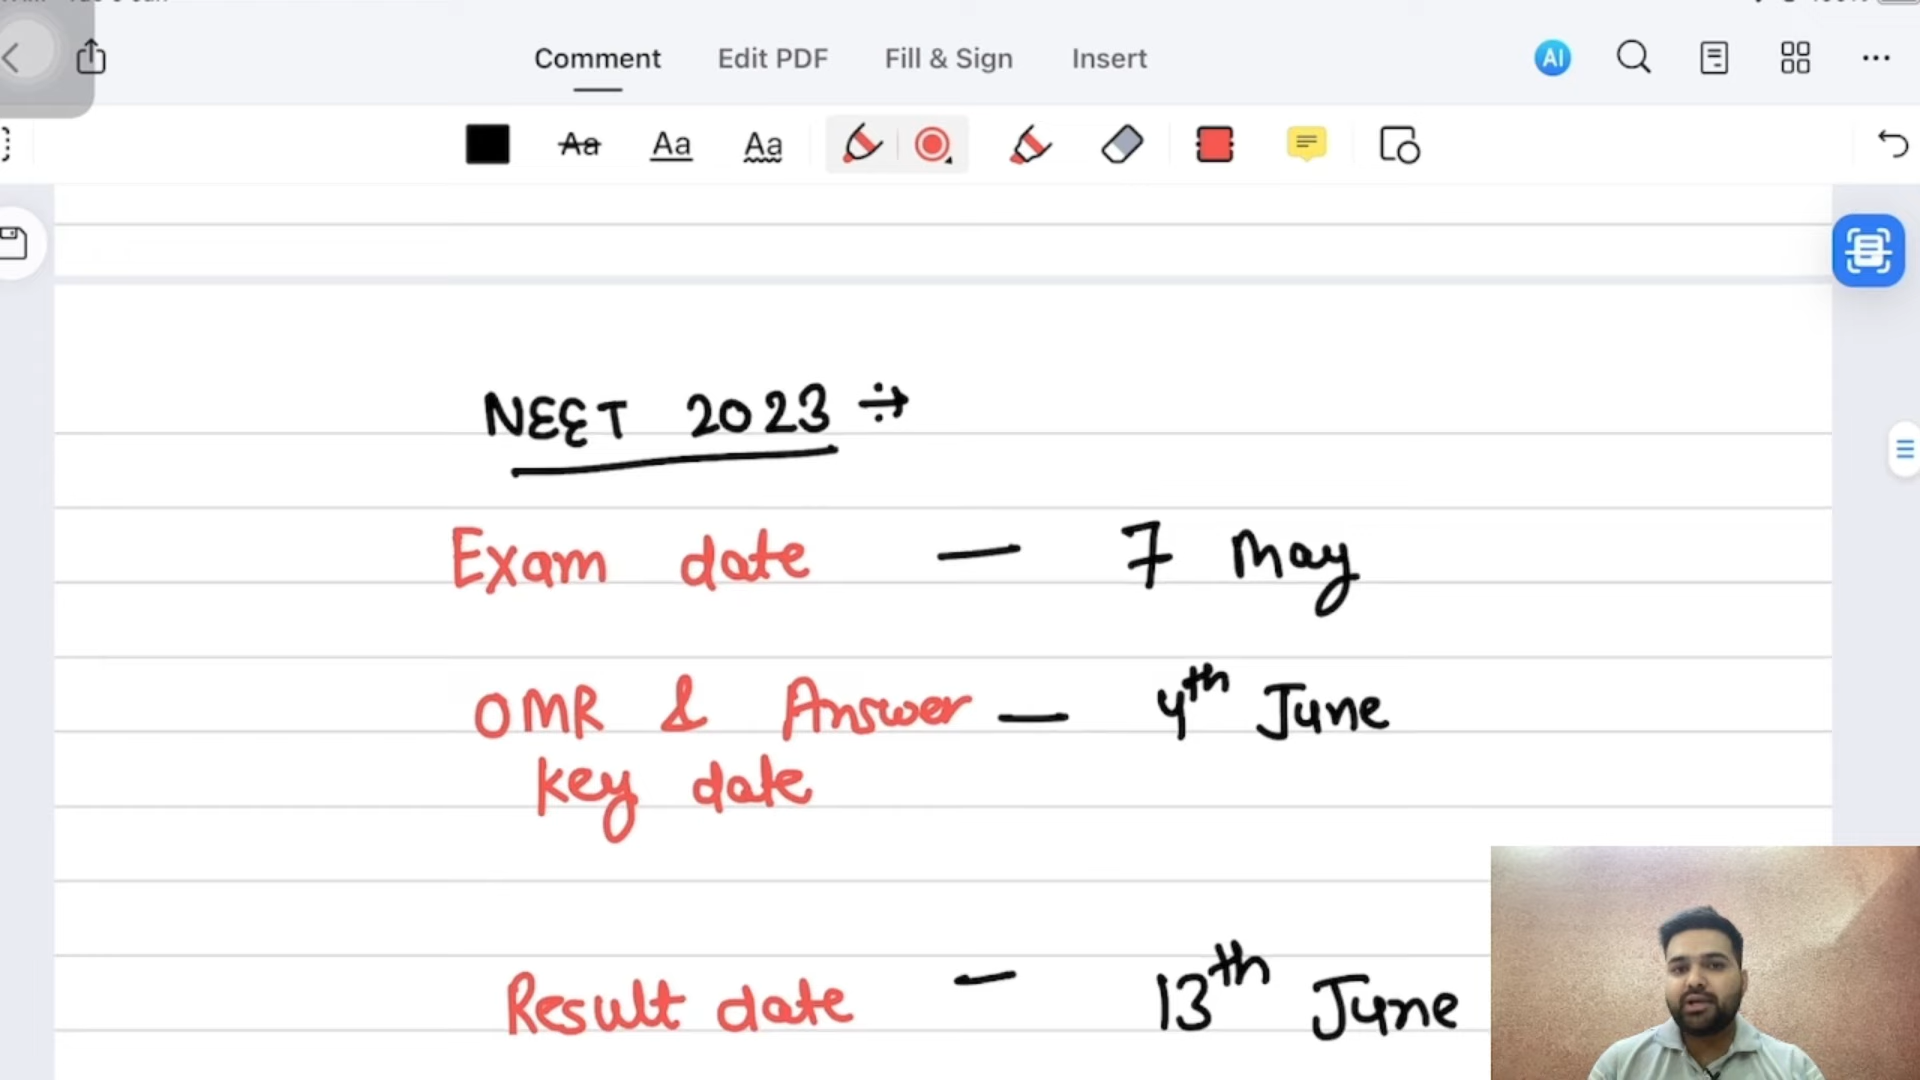 Comment Edit PDF Fill & Sign Insert AI
Aa Aa Aa
NEET 2023
Exam date — 7 May
OMR & Answer — 4th June
key date
Result date — 13th June